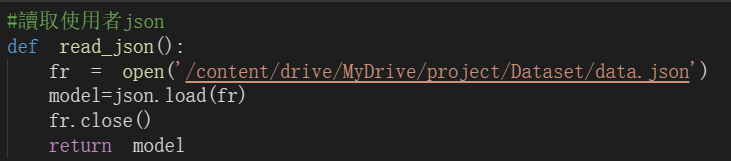 #讀取使用者json
def read_json():
    fr = open('/content/drive/MyDrive/project/Dataset/data.json')
    model=json.load(fr)
    fr.close()
    return model